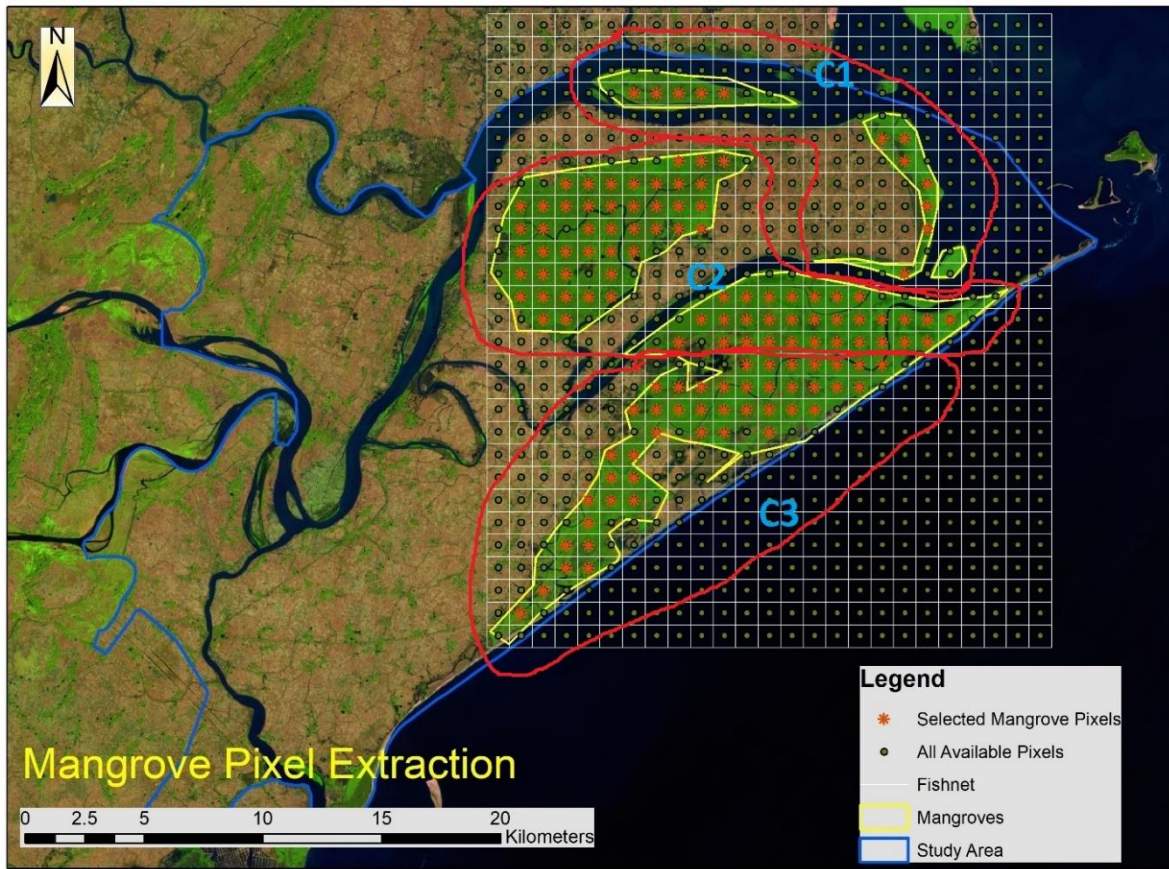 N
C1
C2
C3
Legend
Selected Mangrove Pixels
All Available Pixels
Fishnet
Mangroves
Study Area
Mangrove Pixel Extraction
0 2.5 5 10 15 20
Kilometers